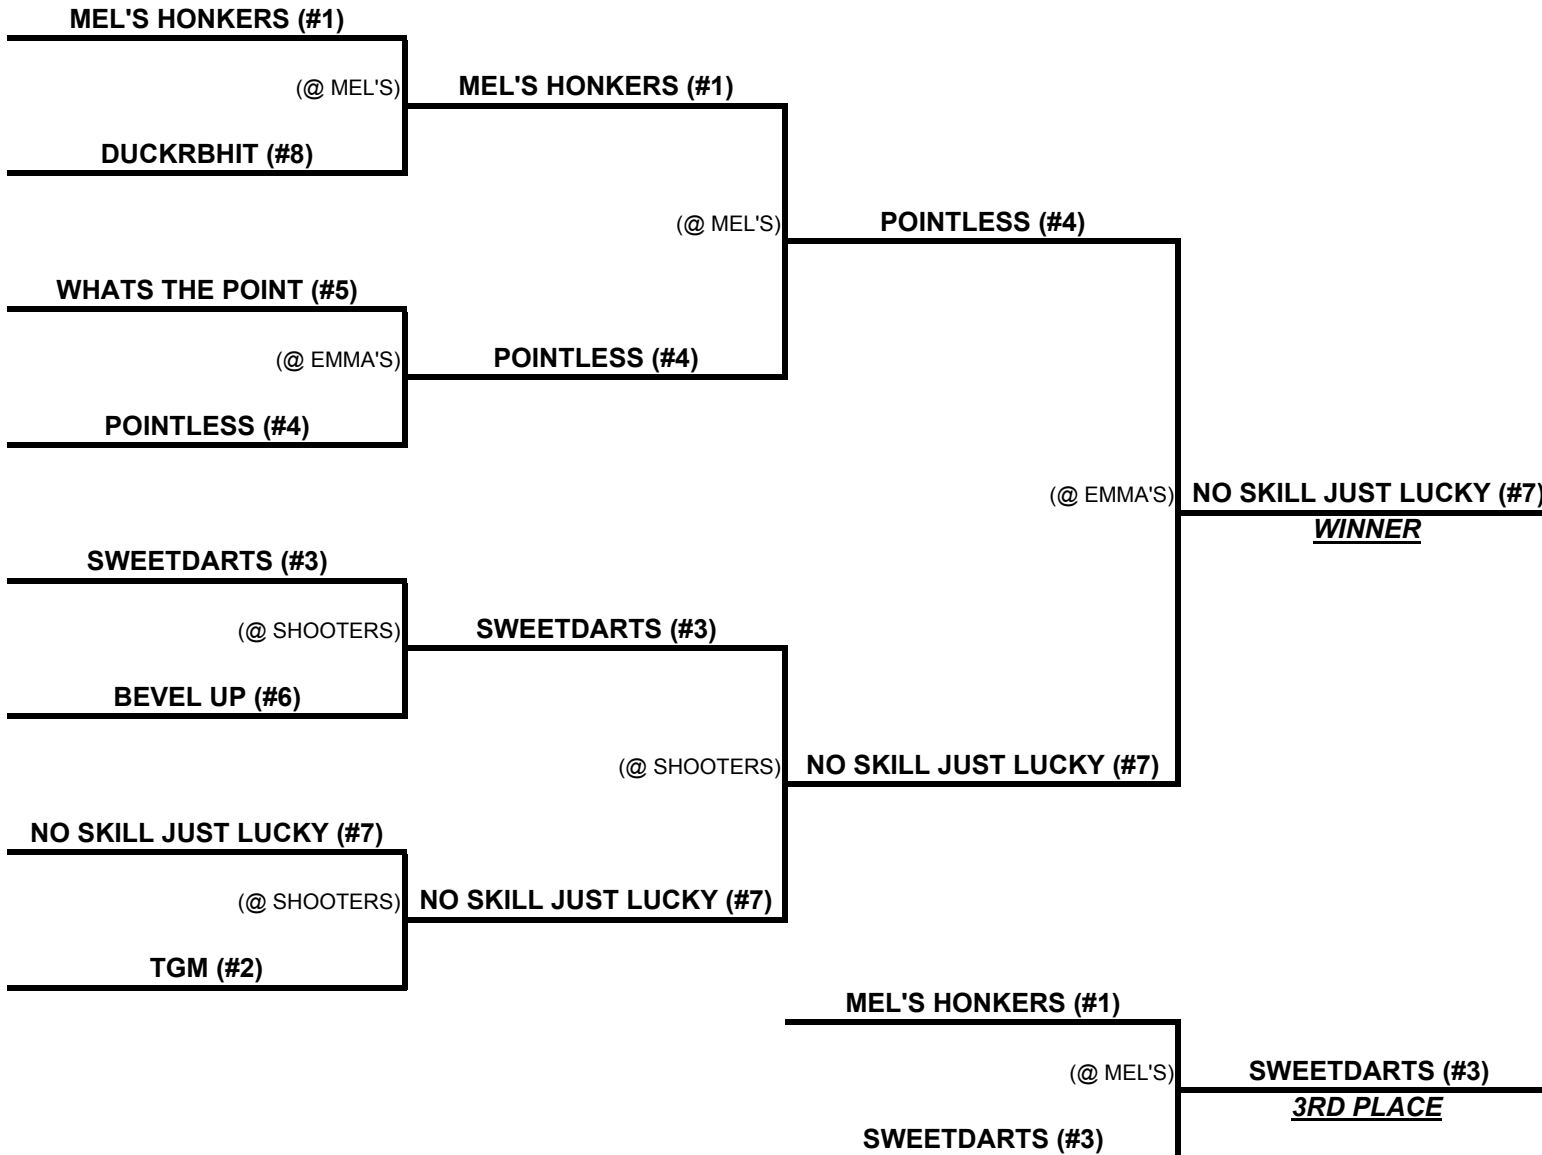 MEL'S HONKERS (#1)
(@ MEL'S)
MEL'S HONKERS (#1)
DUCKRBHIT (#8)
(@ MEL'S)
POINTLESS (#4)
WHATS THE POINT (#5)
(@ EMMA'S)
POINTLESS (#4)
POINTLESS (#4)
(@ EMMA'S)
NO SKILL JUST LUCKY (#7)
WINNER
SWEETDARTS (#3)
(@ SHOOTERS)
SWEETDARTS (#3)
BEVEL UP (#6)
(@ SHOOTERS)
NO SKILL JUST LUCKY (#7)
NO SKILL JUST LUCKY (#7)
(@ SHOOTERS)
NO SKILL JUST LUCKY (#7)
TGM (#2)
MEL'S HONKERS (#1)
(@ MEL'S)
SWEETDARTS (#3)
3RD PLACE
SWEETDARTS (#3)